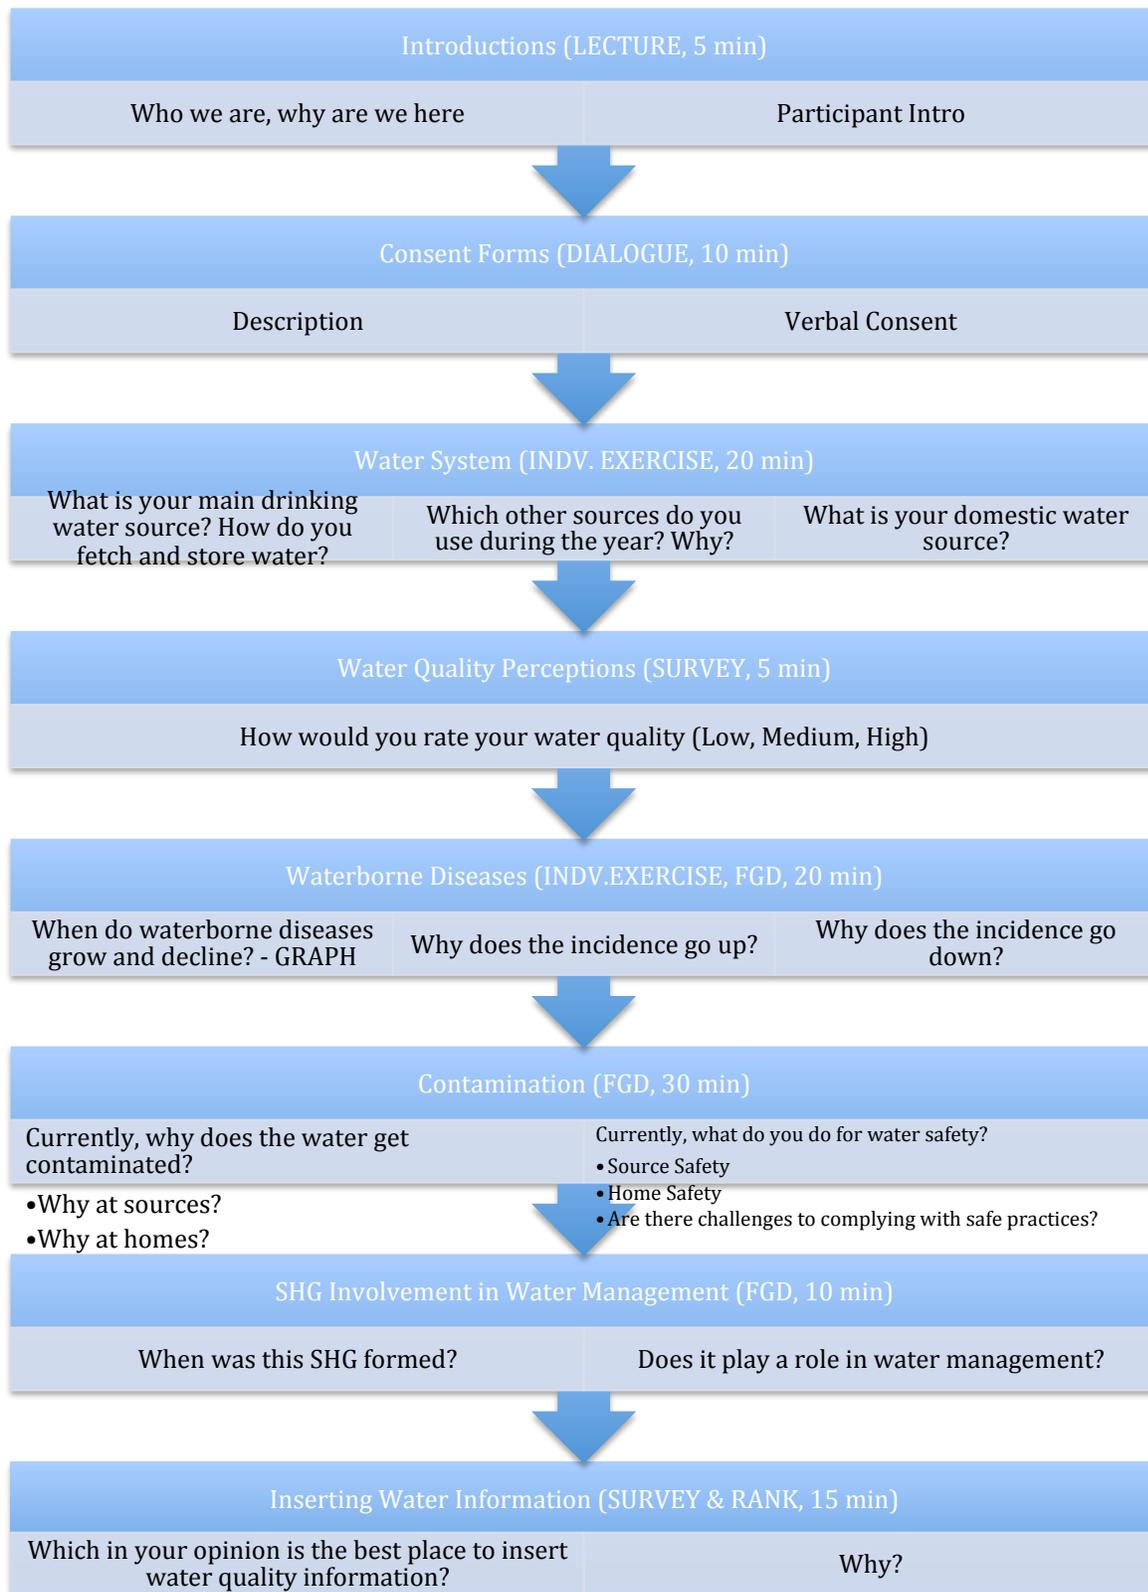 Introductions (LECTURE, 5 min)
Who we are, why are we here
Participant Intro
Consent Forms (DIALOGUE, 10 min)
Description
Verbal Consent
Water System (INDV. EXERCISE, 20 min)
What is your main drinking
water source? How do you
fetch and store water?
Which other sources do you
use during the year? Why?
What is your domestic water
source?
Water Quality Perceptions (SURVEY, 5 min)
How would you rate your water quality (Low, Medium, High)
Waterborne Diseases (INDV.EXERCISE, FGD, 20 min)
When do waterborne diseases
grow and decline? - GRAPH
Why does the incidence go up?
Why does the incidence go
down?
Contamination (FGD, 30 min)
Currently, why does the water get
contaminated?
•Why at sources?
•Why at homes?
Currently, what do you do for water safety?
•Source Safety
•Home Safety
•Are there challenges to complying with safe practices?
SHG Involvement in Water Management (FGD, 10 min)
When was this SHG formed?
Does it play a role in water management?
Inserting Water Information (SURVEY & RANK, 15 min)
Which in your opinion is the best place to insert
water quality information?
Why?